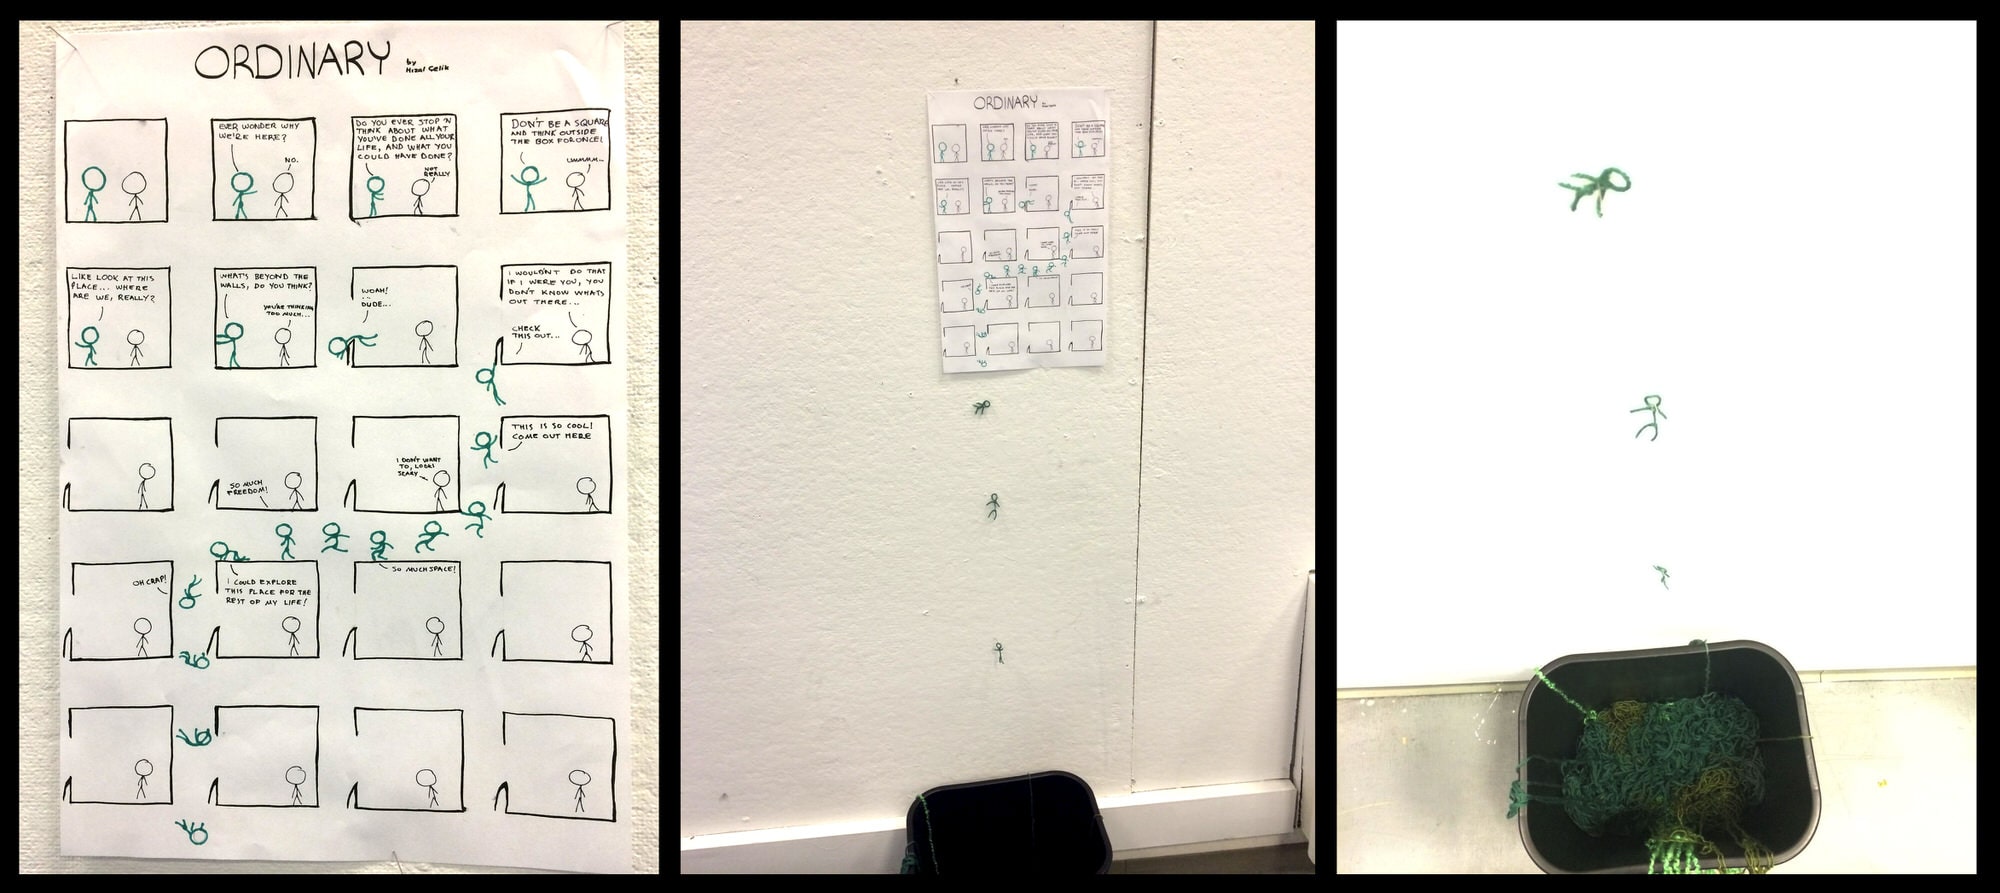 ORDINARY
by
Hizal Celik
EVER WONDER WHY
WE'RE HERE?
NO.
DO YOU EVER STOP 'N
THINK ABOUT WHAT
YOU'VE DONE ALL YOUR
LIFE, AND WHAT YOU
COULD HAVE DONE?
NOT
REALLY
DON'T BE A SQUARE
AND THINK OUTSIDE
THE BOX FOR ONCE!
UMMMM...
LIKE LOOK AT THIS
PLACE... WHERE
ARE WE, REALLY?
WHAT'S BEYOND THE
WALLS, DO YOU THINK?
YOU'RE THINKING
TOO MUCH...
WOAH!
...
DUDE...
I WOULDN'T DO THAT
IF I WERE YOU, YOU
DON'T KNOW WHATS
OUT THERE...
CHECK
THIS OUT...
SO MUCH
FREEDOM!
I DON'T WANT
TO, LOOKS
SCARY
THIS IS SO COOL!
COME OUT HERE
OH CRAP!
I COULD EXPLORE
THIS PLACE FOR THE
REST OF MY LIFE!
SO MUCH SPACE!
ORDINARY